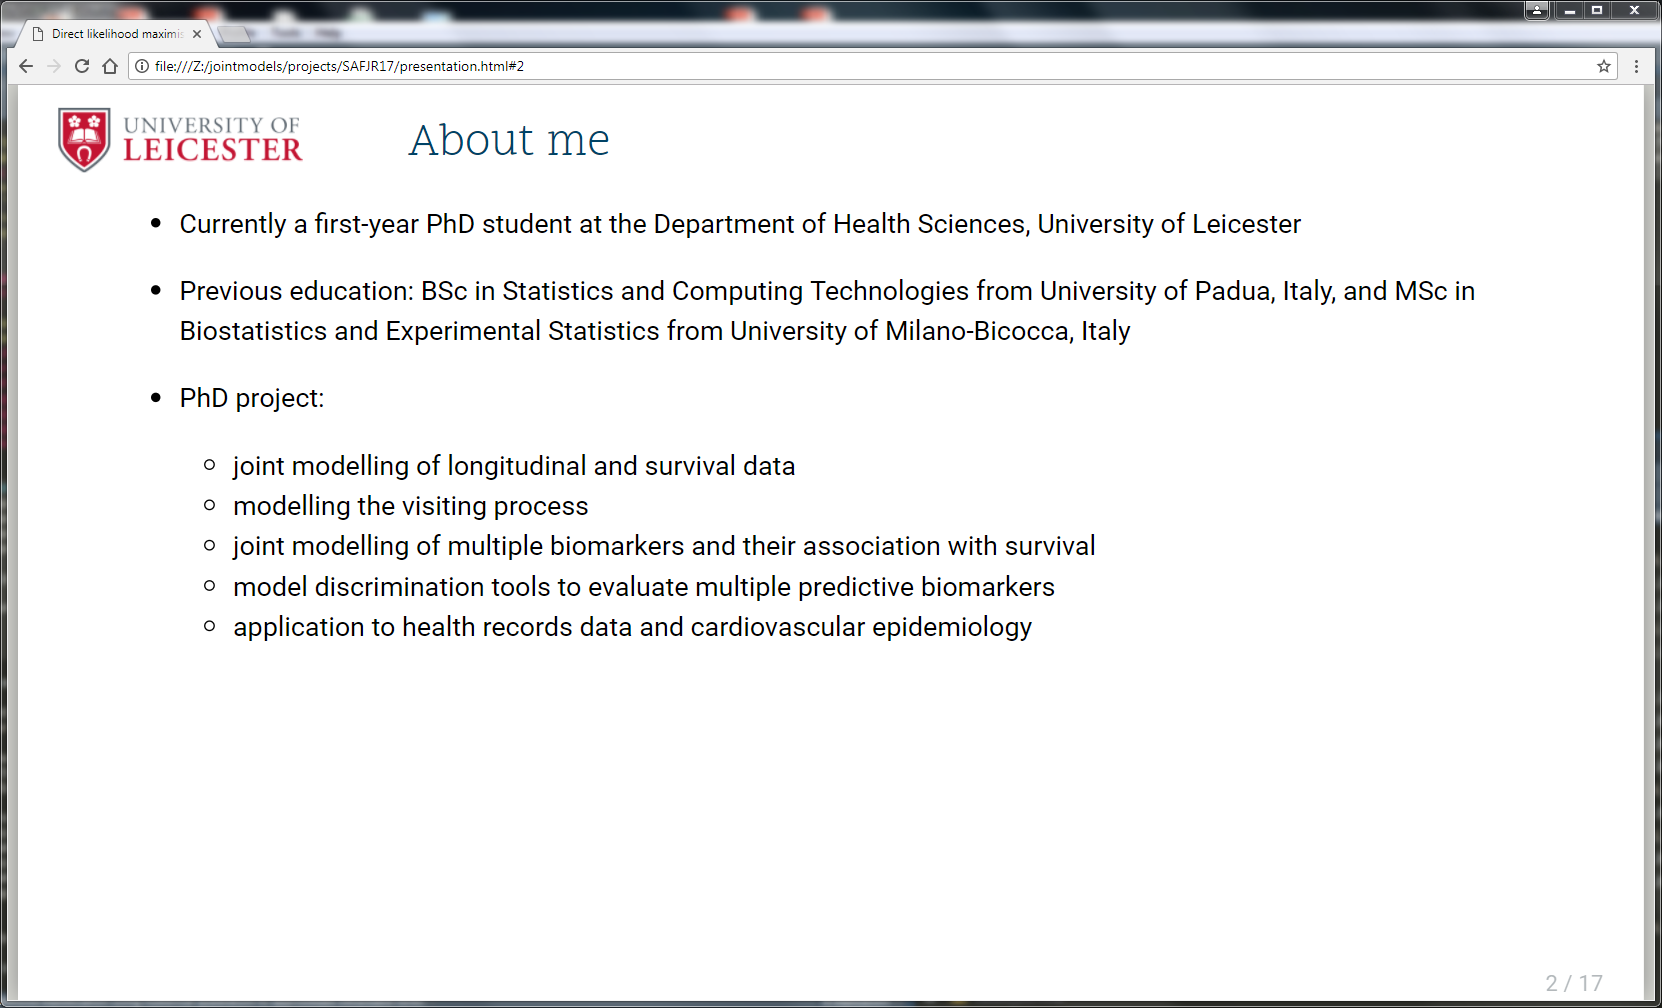 Direct likelihood maximis
file:///Z:/jointmodels/projects/SAFJR17/presentation.html#2
UNIVERSITY OF
LEICESTER
About me
Currently a first-year PhD student at the Department of Health Sciences, University of Leicester
Previous education: BSc in Statistics and Computing Technologies from University of Padua, Italy, and MSc in
Biostatistics and Experimental Statistics from University of Milano-Bicocca, Italy
PhD project:
joint modelling of longitudinal and survival data
modelling the visiting process
joint modelling of multiple biomarkers and their association with survival
model discrimination tools to evaluate multiple predictive biomarkers
application to health records data and cardiovascular epidemiology
2 / 17